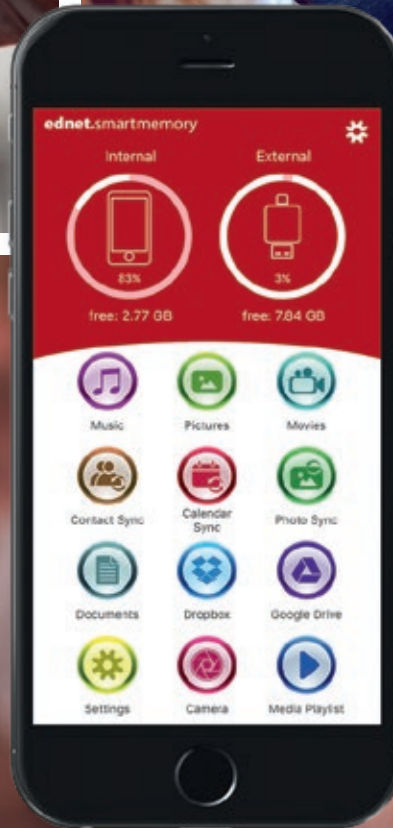 ednet.smartmemory
Internal External
83% 3%
free: 2.77 GB free: 7.84 GB
Music Pictures Movies
Contact Sync Calendar Sync Photo Sync
Documents Dropbox Google Drive
Settings Camera Media Playlist